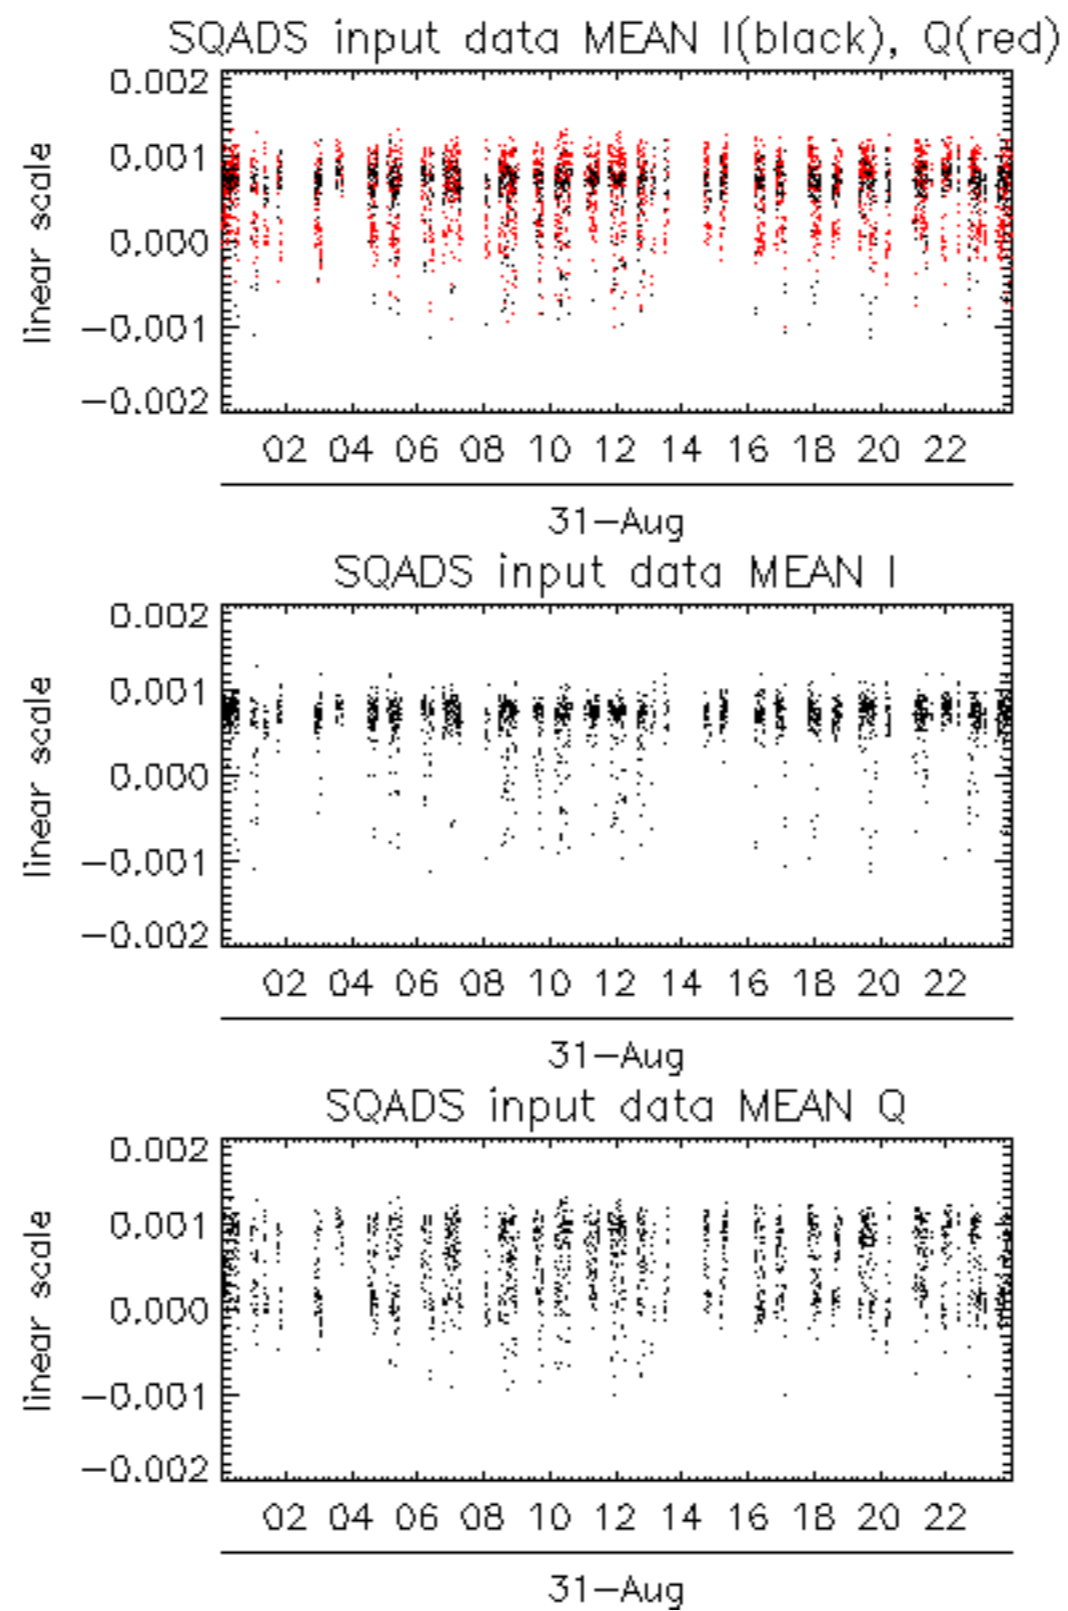 SQADS input data MEAN I(black), Q(red)
0.002
0.001
0.000
−0.001
−0.002
linear scale
02 04 06 08 10 12 14 16 18 20 22
31−Aug
SQADS input data MEAN I
0.002
0.001
0.000
−0.001
−0.002
linear scale
02 04 06 08 10 12 14 16 18 20 22
31−Aug
SQADS input data MEAN Q
0.002
0.001
0.000
−0.001
−0.002
linear scale
02 04 06 08 10 12 14 16 18 20 22
31−Aug